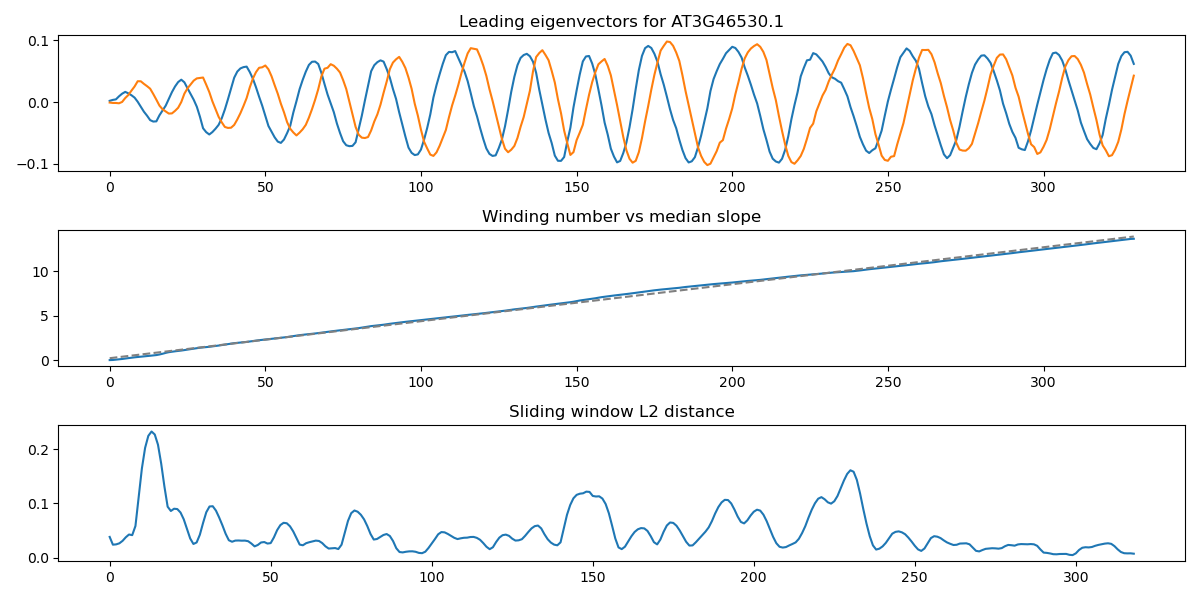 Leading eigenvectors for AT3G46530.1
0.1
0.0
−0.1
0 50 100 150 200 250 300
Winding number vs median slope
10
5
0
0 50 100 150 200 250 300
Sliding window L2 distance
0.2
0.1
0.0
0 50 100 150 200 250 300